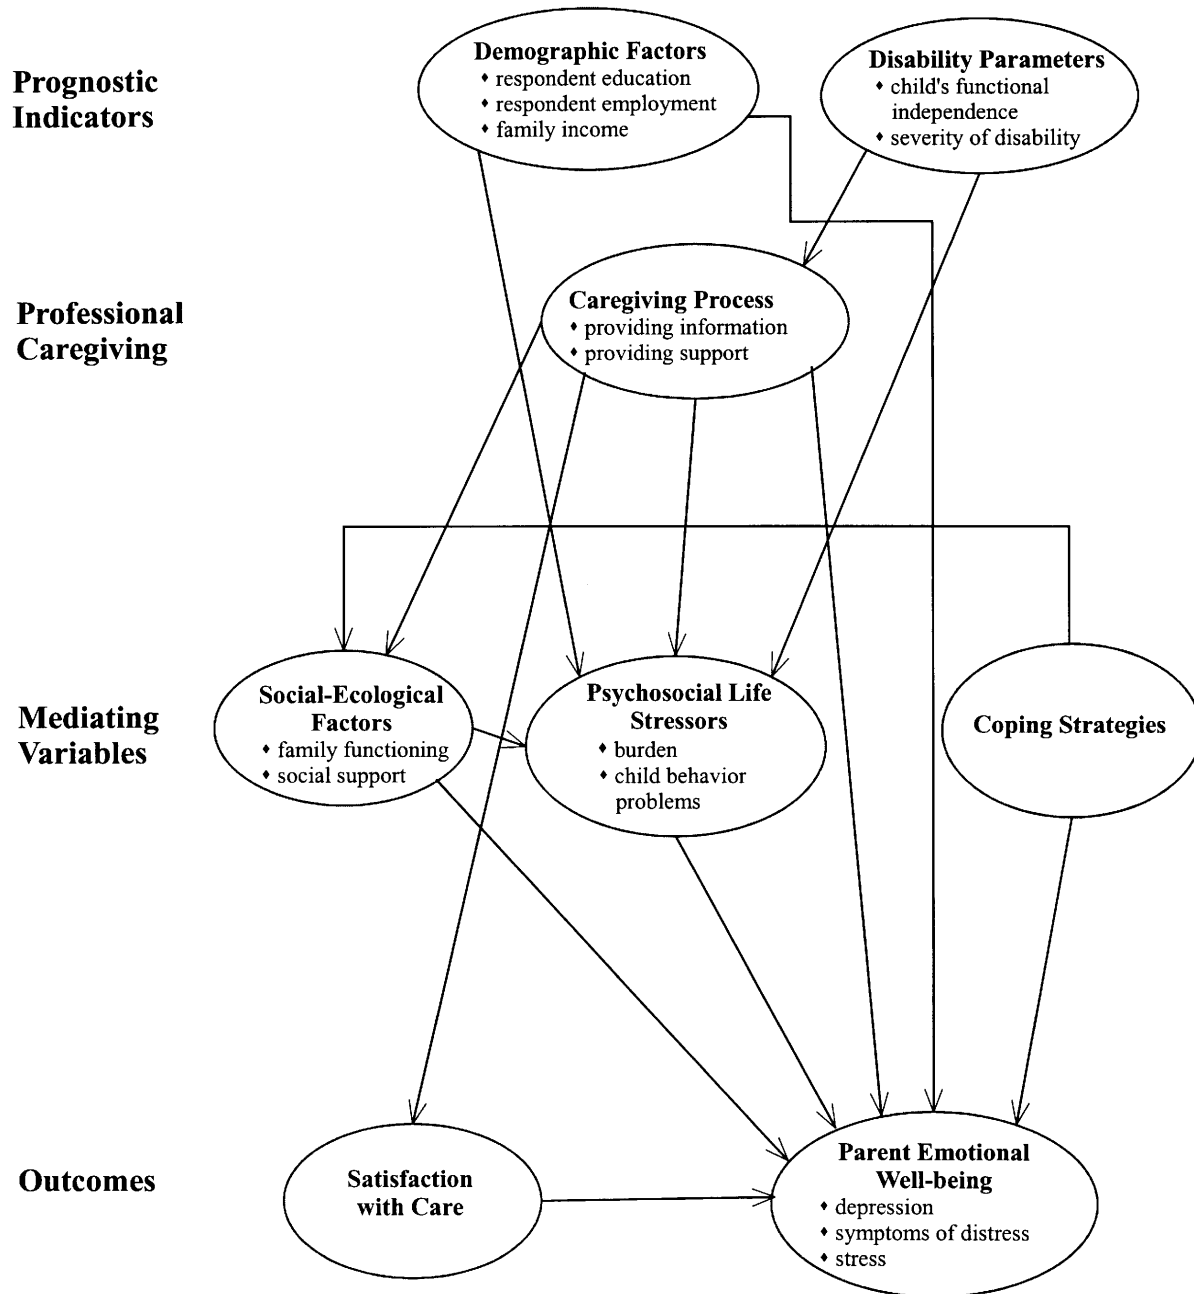 Prognostic
Indicators
Demographic Factors
♦ respondent education
♦ respondent employment
♦ family income
Disability Parameters
♦ child's functional
independence
♦ severity of disability
Professional
Caregiving
Caregiving Process
♦ providing information
♦ providing support
Mediating
Variables
Social-Ecological
Factors
♦ family functioning
♦ social support
Psychosocial Life
Stressors
♦ burden
♦ child behavior
problems
Coping Strategies
Outcomes
Satisfaction
with Care
Parent Emotional
Well-being
♦ depression
♦ symptoms of distress
♦ stress